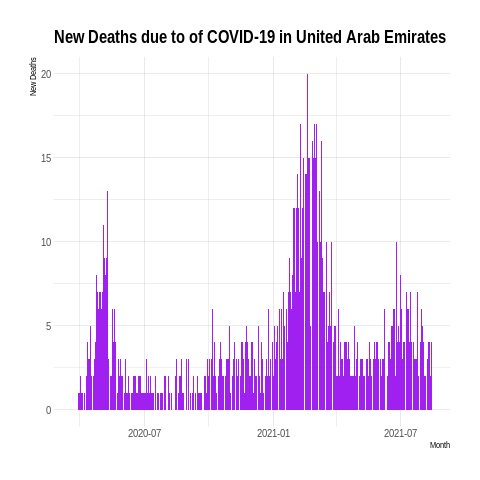 New Deaths due to of COVID-19 in United Arab Emirates
New Deaths
20
15
10
5
0
2020-07
2021-01
2021-07
Month